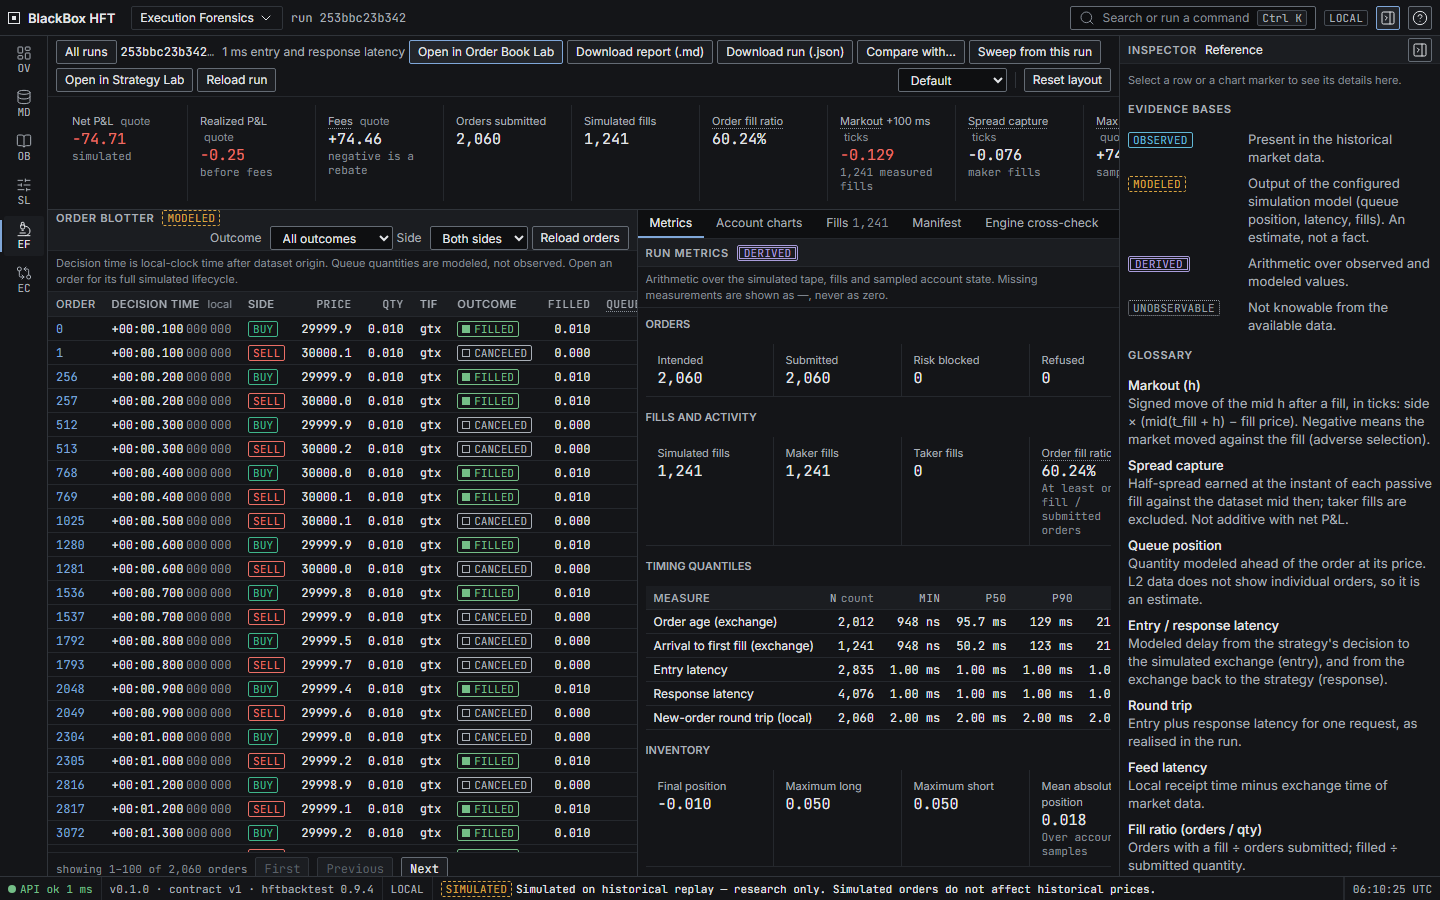 BlackBox HFT
Execution Forensics
run 253bbc23b342
Search or run a command Ctrl K
LOCAL
OV
MD
OB
SL
EF
EC
All runs 253bbc23b342… 1 ms entry and response latency Open in Order Book Lab Download report (.md) Download run (.json) Compare with... Sweep from this run
Open in Strategy Lab Reload run Default Reset layout
Net P&L quote
-74.71
simulated
Realized P&L
quote
-0.25
before fees
Fees quote
+74.46
negative is a
rebate
Orders submitted
2,060
Simulated fills
1,241
Order fill ratio
60.24%
Markout +100 ms
ticks
-0.129
1,241 measured
fills
Spread capture
ticks
-0.076
maker fills
Max
quo
+74
samp
ORDER BLOTTER MODELED
Outcome All outcomes Side Both sides Reload orders
Decision time is local-clock time after dataset origin. Queue quantities are modeled, not observed. Open an
order for its full simulated lifecycle.
ORDER DECISION TIME local SIDE PRICE QTY TIF OUTCOME FILLED QUEUE
0 +00:00.100 000 000 BUY 29999.9 0.010 gtx FILLED 0.010
1 +00:00.100 000 000 SELL 30000.1 0.010 gtx CANCELED 0.000
256 +00:00.200 000 000 BUY 29999.9 0.010 gtx FILLED 0.010
257 +00:00.200 000 000 SELL 30000.0 0.010 gtx FILLED 0.010
512 +00:00.300 000 000 BUY 29999.9 0.010 gtx CANCELED 0.000
513 +00:00.300 000 000 SELL 30000.2 0.010 gtx CANCELED 0.000
768 +00:00.400 000 000 BUY 30000.0 0.010 gtx FILLED 0.010
769 +00:00.400 000 000 SELL 30000.1 0.010 gtx FILLED 0.010
1025 +00:00.500 000 000 SELL 30000.1 0.010 gtx CANCELED 0.000
1280 +00:00.600 000 000 BUY 29999.9 0.010 gtx FILLED 0.010
1281 +00:00.600 000 000 SELL 30000.0 0.010 gtx CANCELED 0.000
1536 +00:00.700 000 000 BUY 29999.8 0.010 gtx FILLED 0.010
1537 +00:00.700 000 000 SELL 29999.9 0.010 gtx CANCELED 0.000
1792 +00:00.800 000 000 BUY 29999.5 0.010 gtx CANCELED 0.000
1793 +00:00.800 000 000 SELL 29999.7 0.010 gtx CANCELED 0.000
2048 +00:00.900 000 000 BUY 29999.4 0.010 gtx FILLED 0.010
2049 +00:00.900 000 000 SELL 29999.6 0.010 gtx CANCELED 0.000
2304 +00:01.000 000 000 BUY 29999.0 0.010 gtx CANCELED 0.000
2305 +00:01.000 000 000 SELL 29999.2 0.010 gtx FILLED 0.010
2816 +00:01.200 000 000 BUY 29998.9 0.010 gtx CANCELED 0.000
2817 +00:01.200 000 000 SELL 29999.1 0.010 gtx FILLED 0.010
3072 +00:01.300 000 000 BUY 29999.2 0.010 gtx FILLED 0.010
showing 1–100 of 2,060 orders First Previous Next
Metrics Account charts Fills 1,241 Manifest Engine cross-check
RUN METRICS DERIVED
Arithmetic over the simulated tape, fills and sampled account state. Missing
measurements are shown as —, never as zero.
ORDERS
Intended
2,060
Submitted
2,060
Risk blocked
0
Refused
0
FILLS AND ACTIVITY
Simulated fills
1,241
Maker fills
1,241
Taker fills
0
Order fill ratio
60.24%
At least on
fill /
submitted
orders
TIMING QUANTILES
MEASURE N count MIN P50 P90
Order age (exchange) 2,012 948 ns 95.7 ms 129 ms 21
Arrival to first fill (exchange) 1,241 948 ns 50.2 ms 123 ms 21
Entry latency 2,835 1.00 ms 1.00 ms 1.00 ms 1.0
Response latency 4,076 1.00 ms 1.00 ms 1.00 ms 1.0
New-order round trip (local) 2,060 2.00 ms 2.00 ms 2.00 ms 2.0
INVENTORY
Final position
-0.010
Maximum long
0.050
Maximum short
0.050
Mean absolut
position
0.018
Over accour
samples
INSPECTOR Reference
Select a row or a chart marker to see its details here.
EVIDENCE BASES
OBSERVED Present in the historical
market data.
MODELED Output of the configured
simulation model (queue
position, latency, fills). An
estimate, not a fact.
DERIVED Arithmetic over observed and
modeled values.
UNOBSERVABLE Not knowable from the
available data.
GLOSSARY
Markout (h)
Signed move of the mid h after a fill, in ticks: side
× (mid(t_fill + h) − fill price). Negative means the
market moved against the fill (adverse selection).
Spread capture
Half-spread earned at the instant of each passive
fill against the dataset mid then; taker fills are
excluded. Not additive with net P&L.
Queue position
Quantity modeled ahead of the order at its price.
L2 data does not show individual orders, so it is
an estimate.
Entry / response latency
Modeled delay from the strategy's decision to
the simulated exchange (entry), and from the
exchange back to the strategy (response).
Round trip
Entry plus response latency for one request, as
realised in the run.
Feed latency
Local receipt time minus exchange time of
market data.
Fill ratio (orders / qty)
Orders with a fill ÷ orders submitted; filled ÷
submitted quantity.
API ok 1 ms v0.1.0 · contract v1 · hftbacktest 0.9.4 LOCAL SIMULATED Simulated on historical replay — research only. Simulated orders do not affect historical prices. 06:10:25 UTC